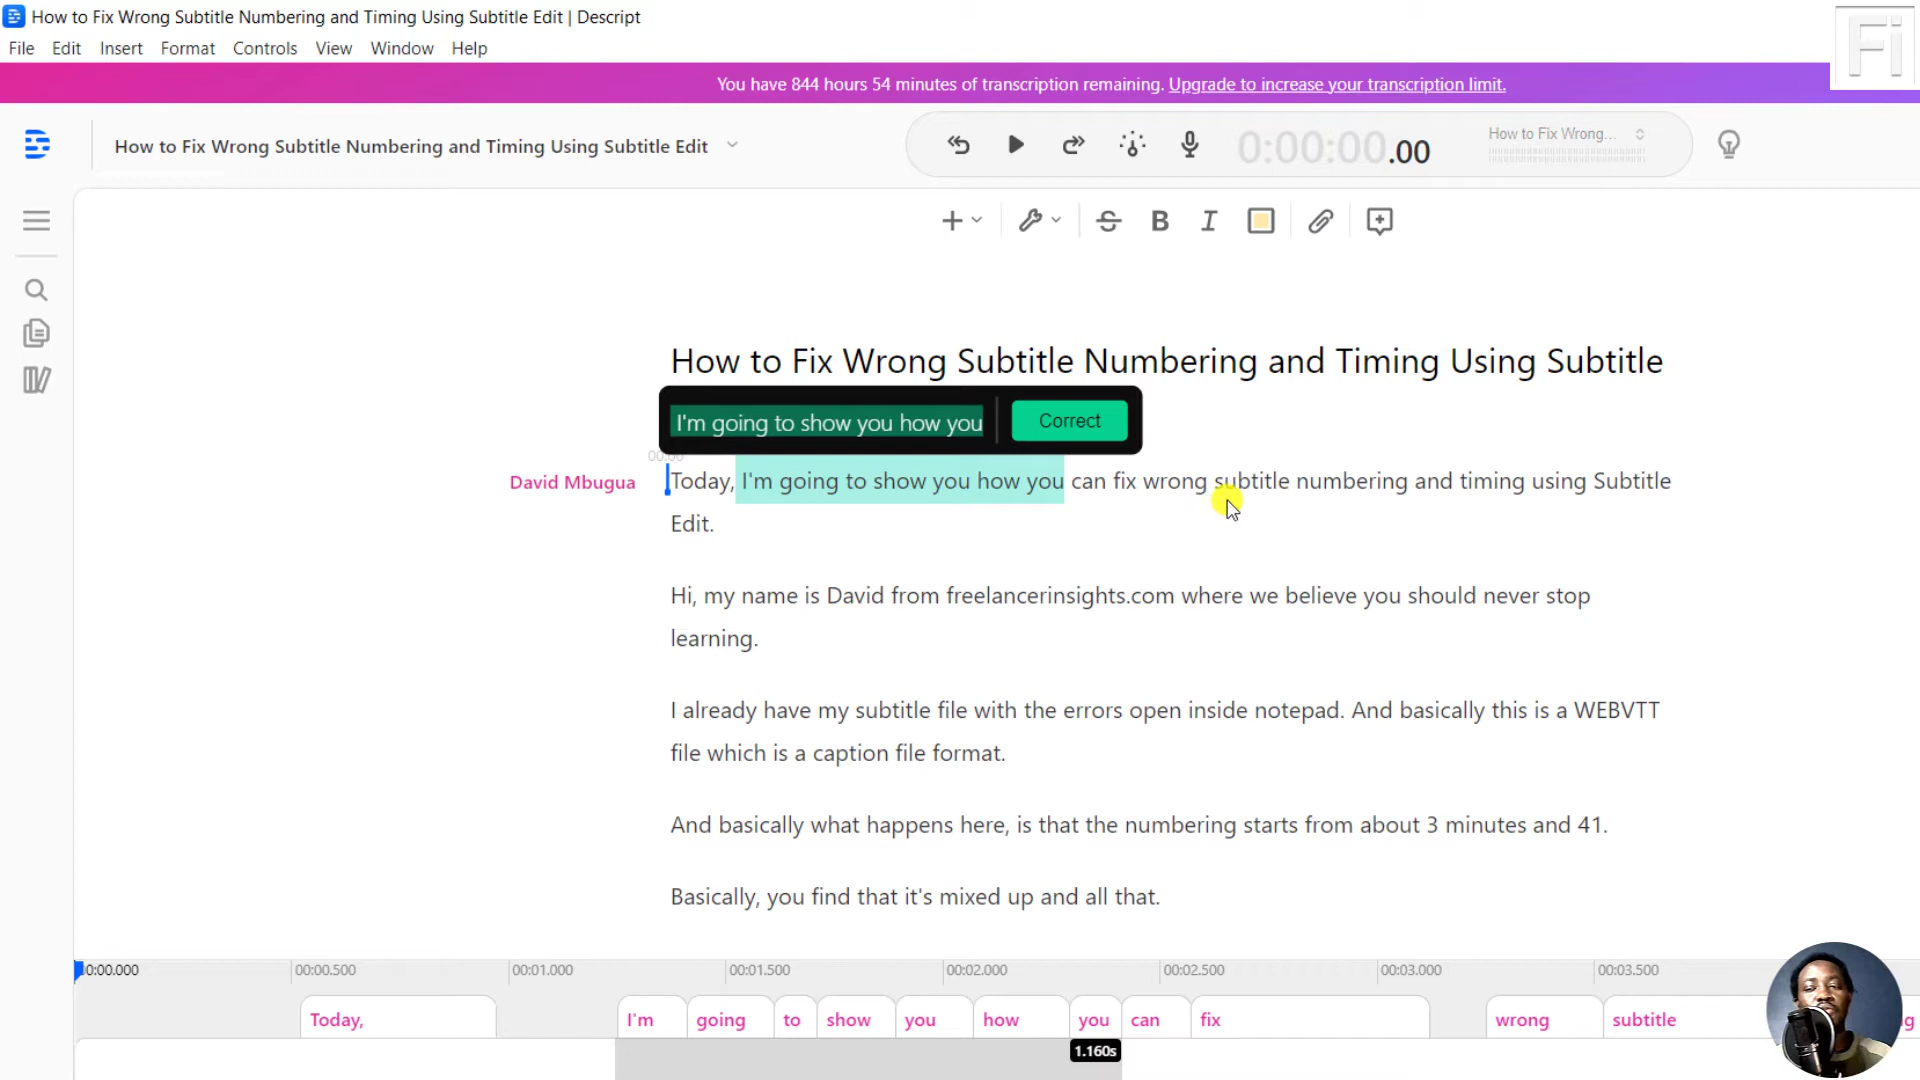 How to Fix Wrong Subtitle Numbering and Timing Using Subtitle Edit | Descript
File Edit Insert Format Controls View Window Help
Fi
You have 844 hours 54 minutes of transcription remaining. Upgrade to increase your transcription limit.
How to Fix Wrong Subtitle Numbering and Timing Using Subtitle Edit
0:00:00.00
How to Fix Wrong...
B I
How to Fix Wrong Subtitle Numbering and Timing Using Subtitle
I'm going to show you how you
Correct
00:00
David Mbugua
Today, I'm going to show you how you can fix wrong subtitle numbering and timing using Subtitle
Edit.
Hi, my name is David from freelancerinsights.com where we believe you should never stop
learning.
I already have my subtitle file with the errors open inside notepad. And basically this is a WEBVTT
file which is a caption file format.
And basically what happens here, is that the numbering starts from about 3 minutes and 41.
Basically, you find that it's mixed up and all that.
0:00.000 00:00.500 00:01.000 00:01.500 00:02.000 00:02.500 00:03.000 00:03.500
Today, I'm going to show you how you can fix wrong subtitle
1.160s